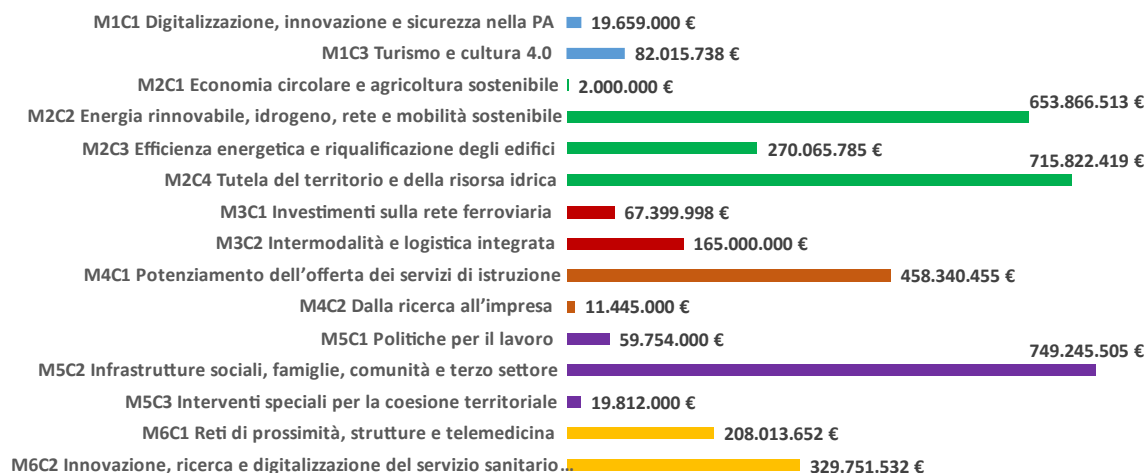 M1C1 Digitalizzazione, innovazione e sicurezza nella PA 19.659.000 €
M1C3 Turismo e cultura 4.0 82.015.738 €
M2C1 Economia circolare e agricoltura sostenibile 2.000.000 €
M2C2 Energia rinnovabile, idrogeno, rete e mobilità sostenibile 653.866.513 €
M2C3 Efficienza energetica e riqualificazione degli edifici 270.065.785 €
M2C4 Tutela del territorio e della risorsa idrica 715.822.419 €
M3C1 Investimenti sulla rete ferroviaria 67.399.998 €
M3C2 Intermodalità e logistica integrata 165.000.000 €
M4C1 Potenziamento dell’offerta dei servizi di istruzione 458.340.455 €
M4C2 Dalla ricerca all’impresa 11.445.000 €
M5C1 Politiche per il lavoro 59.754.000 €
M5C2 Infrastrutture sociali, famiglie, comunità e terzo settore 749.245.505 €
M5C3 Interventi speciali per la coesione territoriale 19.812.000 €
M6C1 Reti di prossimità, strutture e telemedicina 208.013.652 €
M6C2 Innovazione, ricerca e digitalizzazione del servizio sanitario… 329.751.532 €